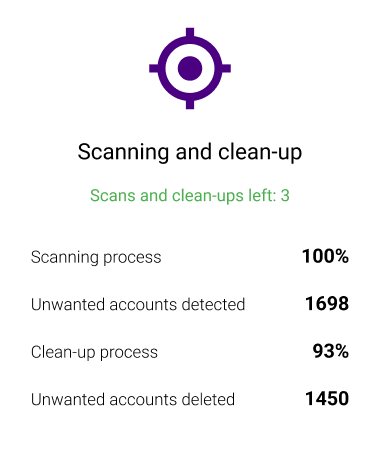 Scanning and clean-up
Scans and clean-ups left: 3
Scanning process 100%
Unwanted accounts detected 1698
Clean-up process 93%
Unwanted accounts deleted 1450